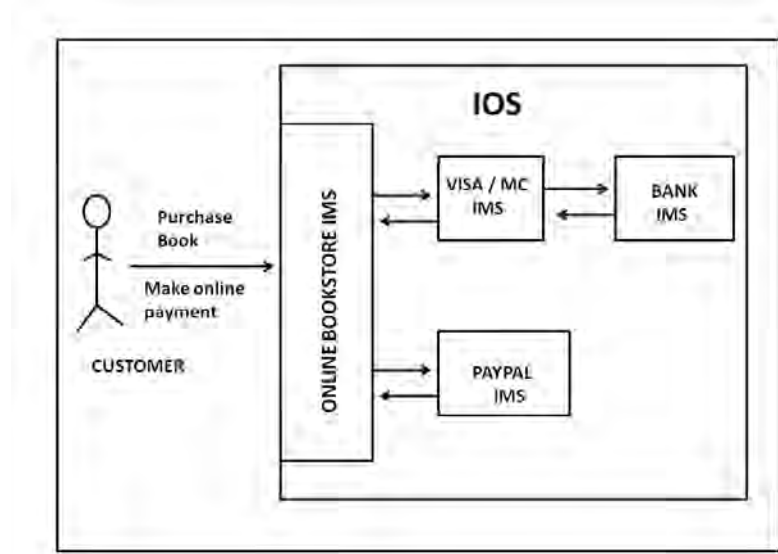 IOS
Purchase
Book
Make online
payment
CUSTOMER
ONLINE BOOKSTORE IMS
VISA / MC
IMS
BANK
IMS
PAYPAL
IMS